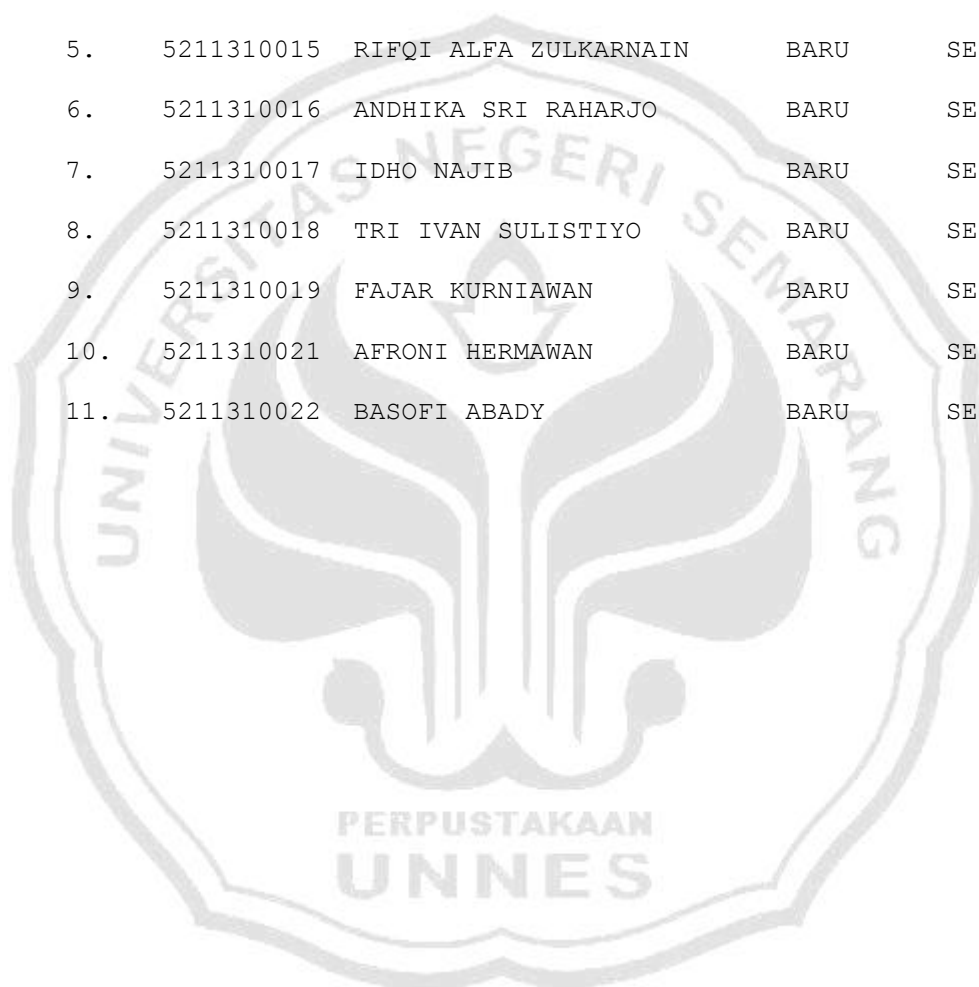 5. 5211310015 RIFQI ALFA ZULKARNAIN BARU SE
6. 5211310016 ANDHIKA SRI RAHARJO BARU SE
7. 5211310017 IDHO NAJIB BARU SE
8. 5211310018 TRI IVAN SULISTIYO BARU SE
9. 5211310019 FAJAR KURNIAWAN BARU SE
10. 5211310021 AFRONI HERMAWAN BARU SE
11. 5211310022 BASOFI ABADY BARU SE
UNIVERSITAS NEGERI SEMARANG
PERPUSTAKAAN
UNNES